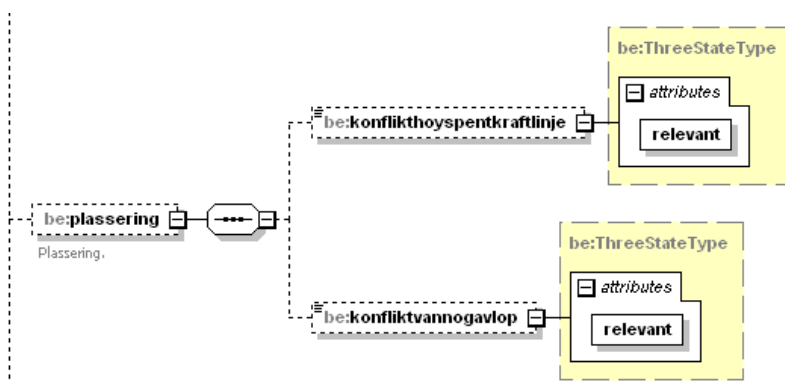 be:ThreeStateType
attributes
be:konflikthoyspentkraftlinje
relevant
be:plassering
Plassering.
be:ThreeStateType
attributes
be:konfliktvannogavlop
relevant